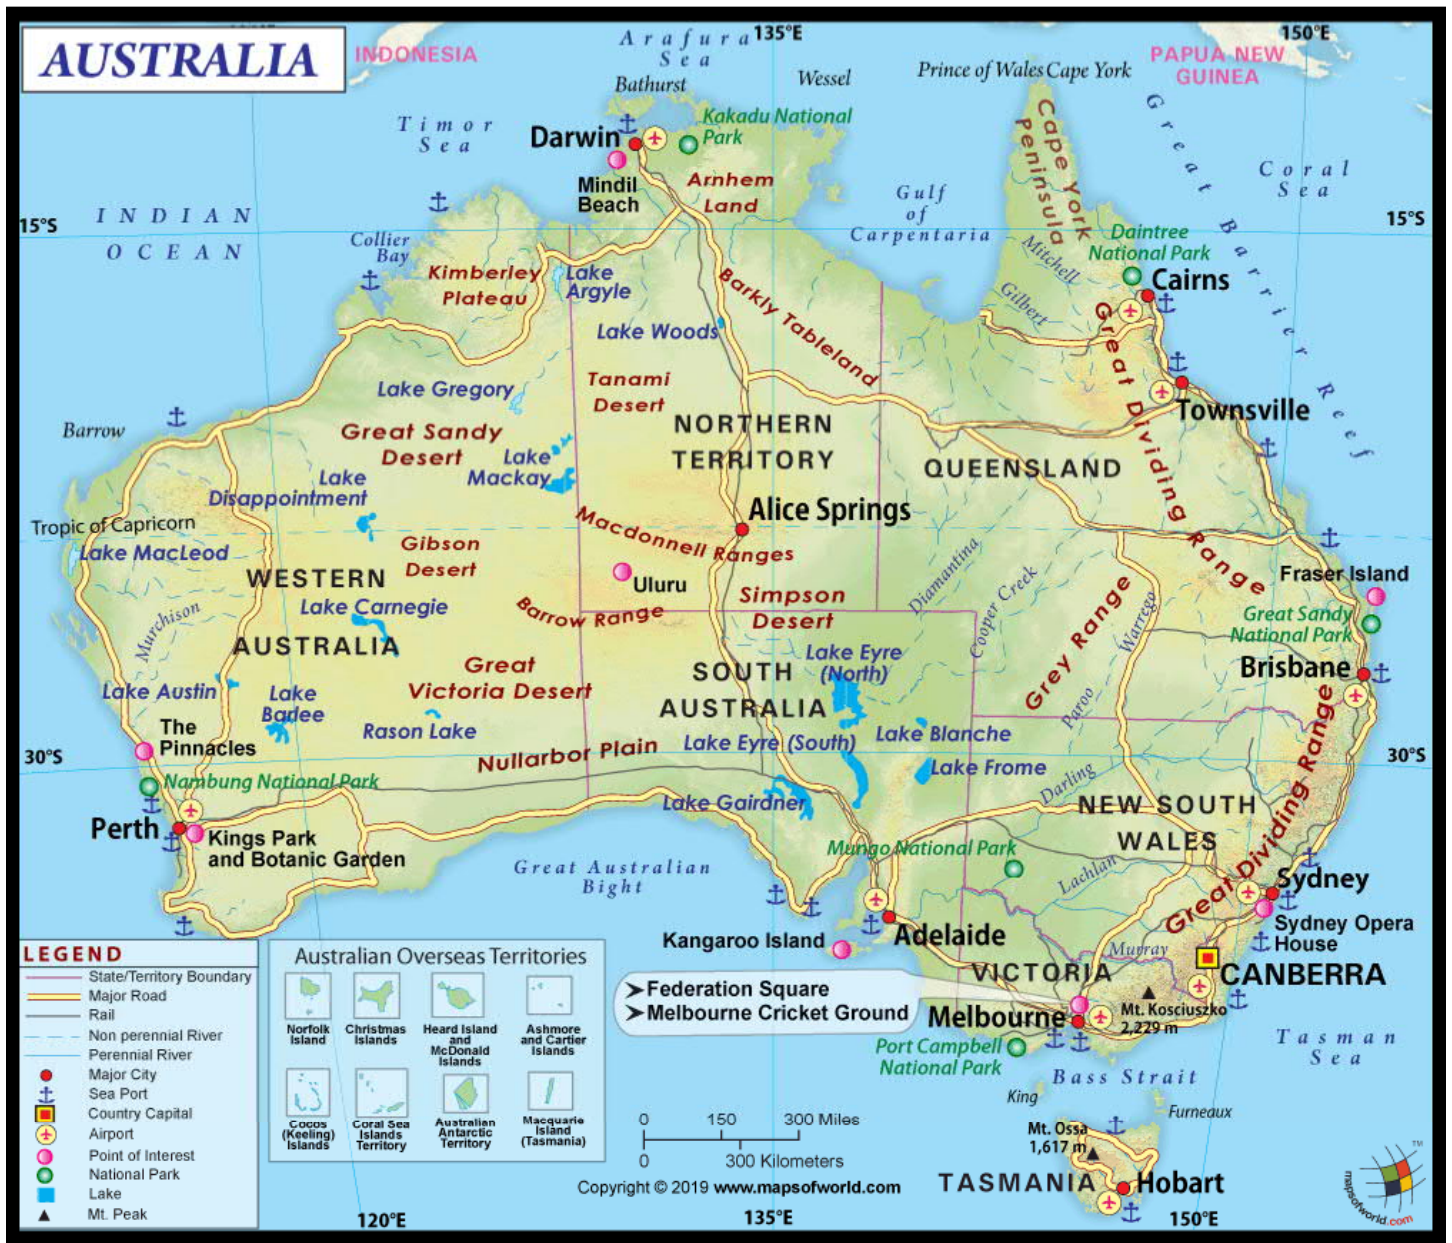 AUSTRALIA
INDONESIA
Arafura
Sea
135°E
150°E
PAPUA NEW
GUINEA
Bathurst
Wessel
Prince of Wales
Cape York
Timor
Sea
Darwin
Kakadu National
Park
Mindil
Beach
Arnhem
Land
Cape York
Peninsula
Great Barrier Reef
Coral
Sea
Gulf
of
Carpentaria
15°S
INDIAN
OCEAN
15°S
Collier
Bay
Kimberley
Plateau
Lake
Argyle
Daintree
National Park
Mitchell
Cairns
Gilbert
Barkly Tableland
Lake Woods
Great Dividing Range
Lake Gregory
Tanami
Desert
Townsville
Barrow
Great Sandy
Desert
Lake
Mackay
NORTHERN
TERRITORY
QUEENSLAND
Lake
Disappointment
Alice Springs
Tropic of Capricorn
Lake MacLeod
Gibson
Desert
Macdonnell Ranges
Uluru
WESTERN
AUSTRALIA
Lake Carnegie
Barrow Range
Simpson
Desert
Diamantina
Cooper Creek
Grey Range
Warrego
Paroo
Fraser Island
Great Sandy
National Park
Murchison
Brisbane
Great
Victoria Desert
SOUTH
AUSTRALIA
Lake Eyre
(North)
Lake Austin
Lake
Barlee
Rason Lake
The
Pinnacles
Nullarbor Plain
Lake Eyre (South)
Lake Blanche
Lake Frome
30°S
30°S
Nambung National Park
Lake Gairdner
Darling
NEW SOUTH
WALES
Great Dividing Range
Perth
Kings Park
and Botanic Garden
Great Australian
Bight
Mungo National Park
Lachlan
Sydney
Sydney Opera
House
Kangaroo Island
Adelaide
Murray
VICTORIA
CANBERRA
Federation Square
Melbourne Cricket Ground
Melbourne
Mt. Kosciuszko
2,229 m
Port Campbell
National Park
Tasman
Sea
Bass Strait
King
Furneaux
Mt. Ossa
1,617 m
TASMANIA
Hobart
LEGEND
State/Territory Boundary
Major Road
Rail
Non perennial River
Perennial River
Major City
Sea Port
Country Capital
Airport
Point of Interest
National Park
Lake
Mt. Peak
Australian Overseas Territories
Norfolk
Island
Christmas
Islands
Heard Island
and
McDonald
Islands
Ashmore
and Cartier
Islands
Cocos
(Keeling)
Islands
Coral Sea
Islands
Territory
Australian
Antarctic
Territory
Macquarie
Island
(Tasmania)
0 150 300 Miles
0 300 Kilometers
Copyright © 2019 www.mapsofworld.com
120°E
135°E
150°E
mapsofworld.com
TM